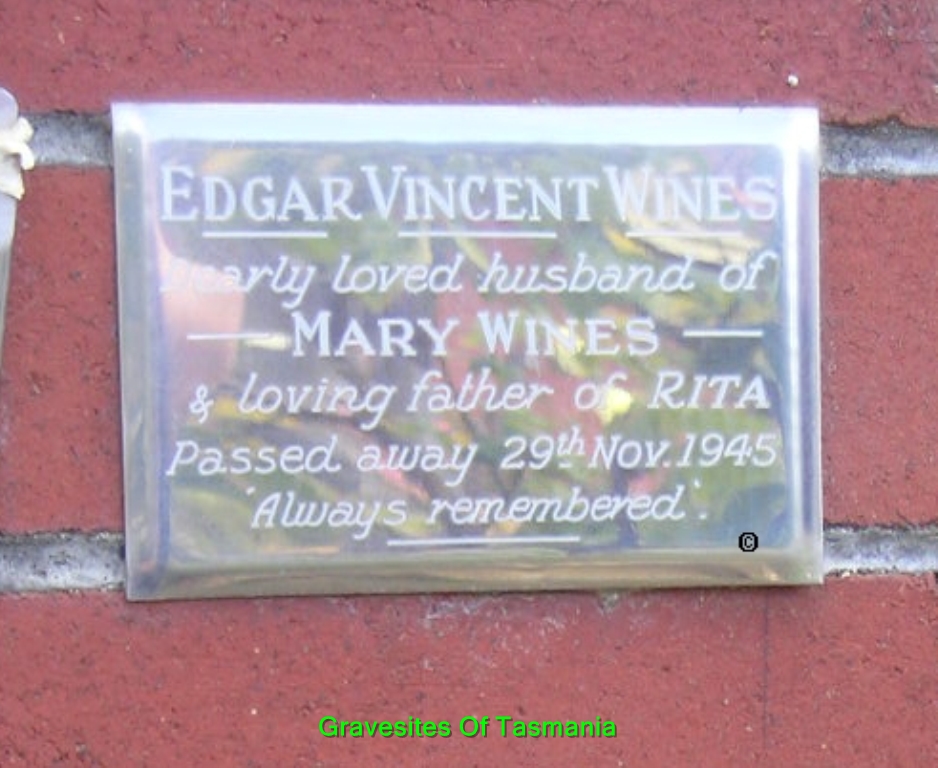 EDGAR VINCENT WINES
Dearly loved husband of
MARY WINES
& loving father of RITA
Passed away 29th Nov. 1945
'Always remembered'.
©
Gravesites Of Tasmania